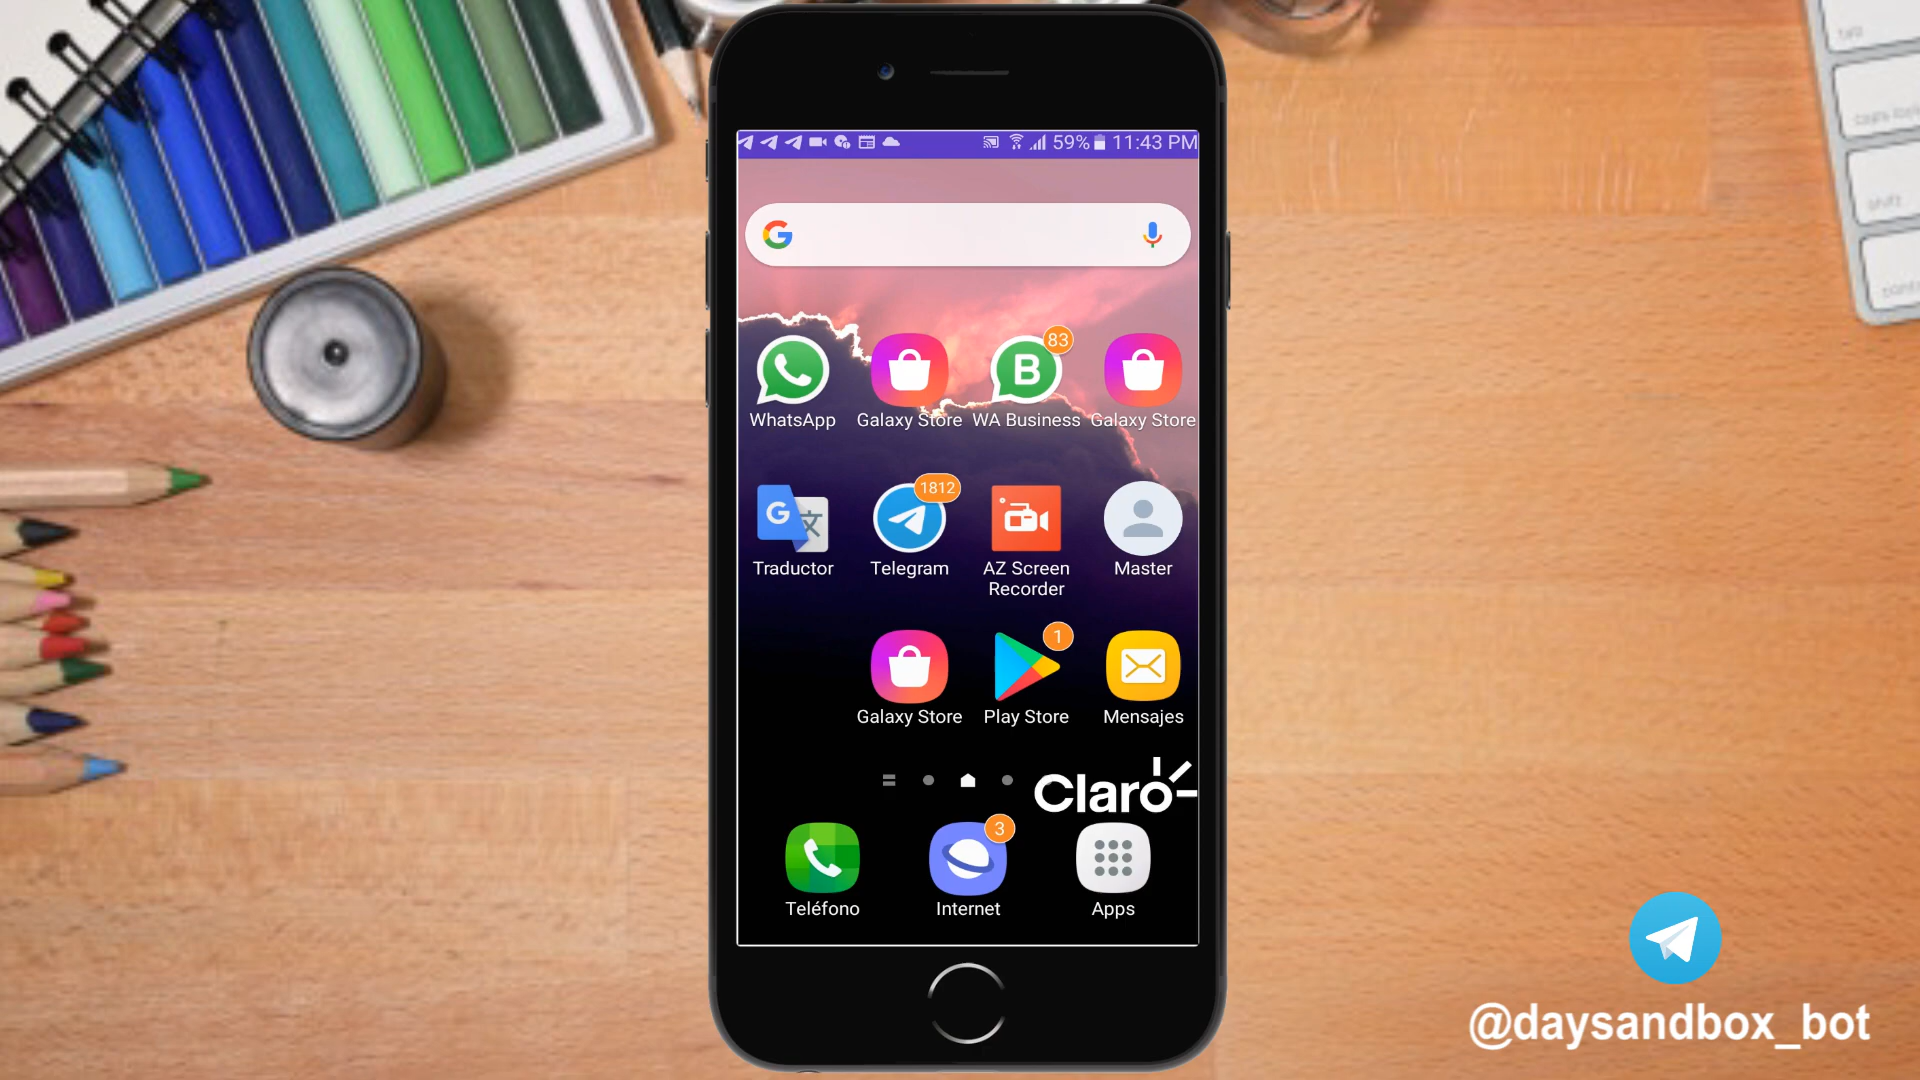 59% 11:43 PM
83
WhatsApp Galaxy Store WA Business Galaxy Store
1812
Traductor Telegram AZ Screen Recorder Master
1
Galaxy Store Play Store Mensajes
Claro
3
Teléfono Internet Apps
@daysandbox_bot